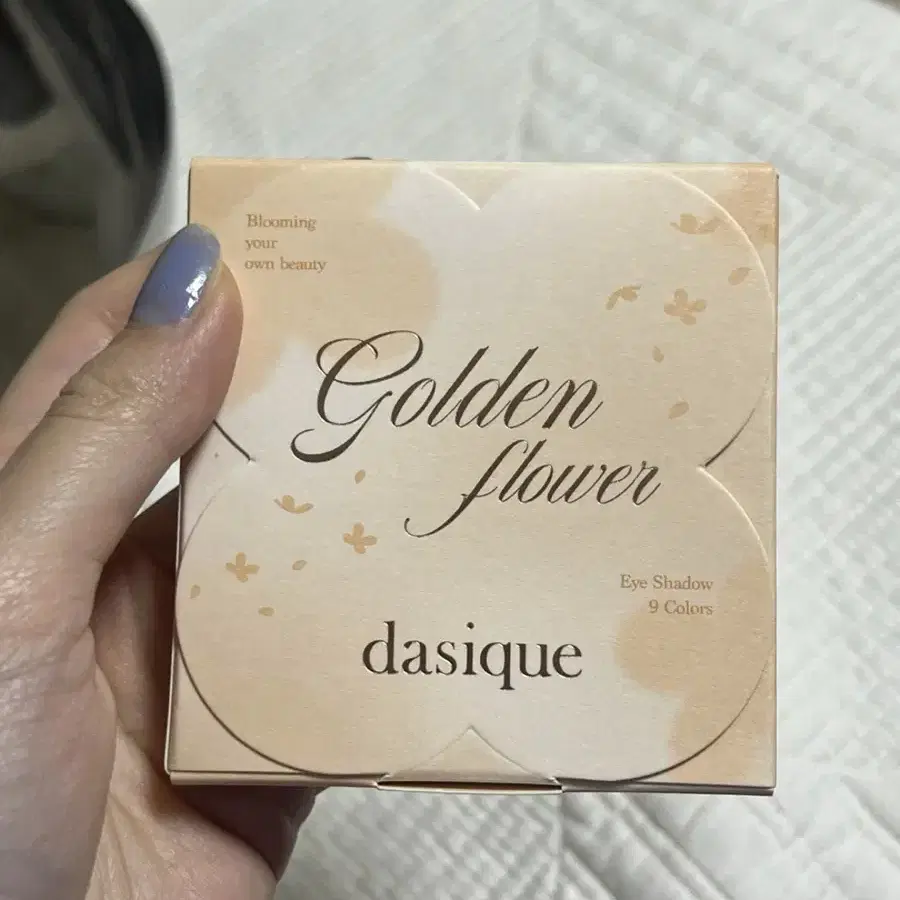 Blooming
your
own beauty
Golden
flower
Eye Shadow
9 Colors
dasique